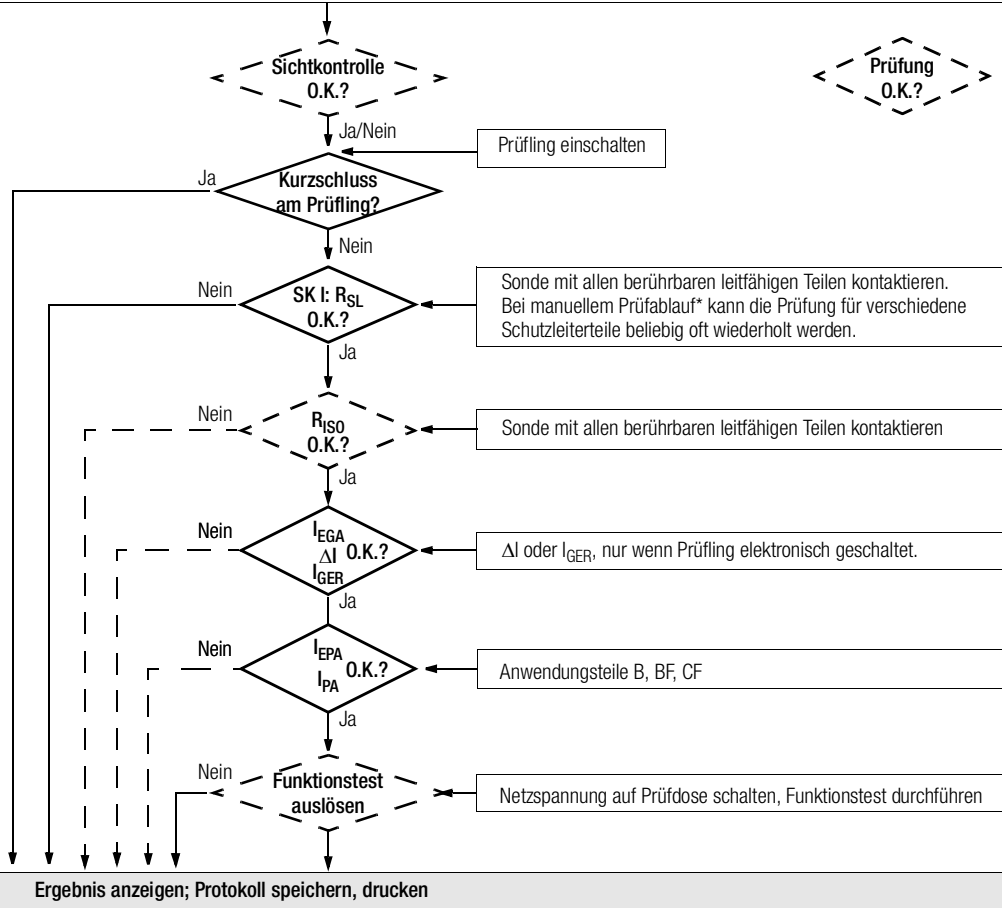 Sichtkontrolle
O.K.?
Prüfung
O.K.?
Ja/Nein
Prüfling einschalten
Ja
Kurzschluss
am Prüfling?
Nein
Nein
SK I: RSL
O.K.?
Sonde mit allen berührbaren leitfähigen Teilen kontaktieren.
Bei manuellem Prüfablauf* kann die Prüfung für verschiedene
Schutzleiterteile beliebig oft wiederholt werden.
Ja
Nein
RISO
O.K.?
Sonde mit allen berührbaren leitfähigen Teilen kontaktieren
Ja
Nein
IEGA
ΔI O.K.?
IGER
ΔI oder IGER, nur wenn Prüfling elektronisch geschaltet.
Ja
Nein
IEPA
O.K.?
IPA
Anwendungsteile B, BF, CF
Ja
Nein
Funktionstest
auslösen
Netzspannung auf Prüfdose schalten, Funktionstest durchführen
Ergebnis anzeigen; Protokoll speichern, drucken